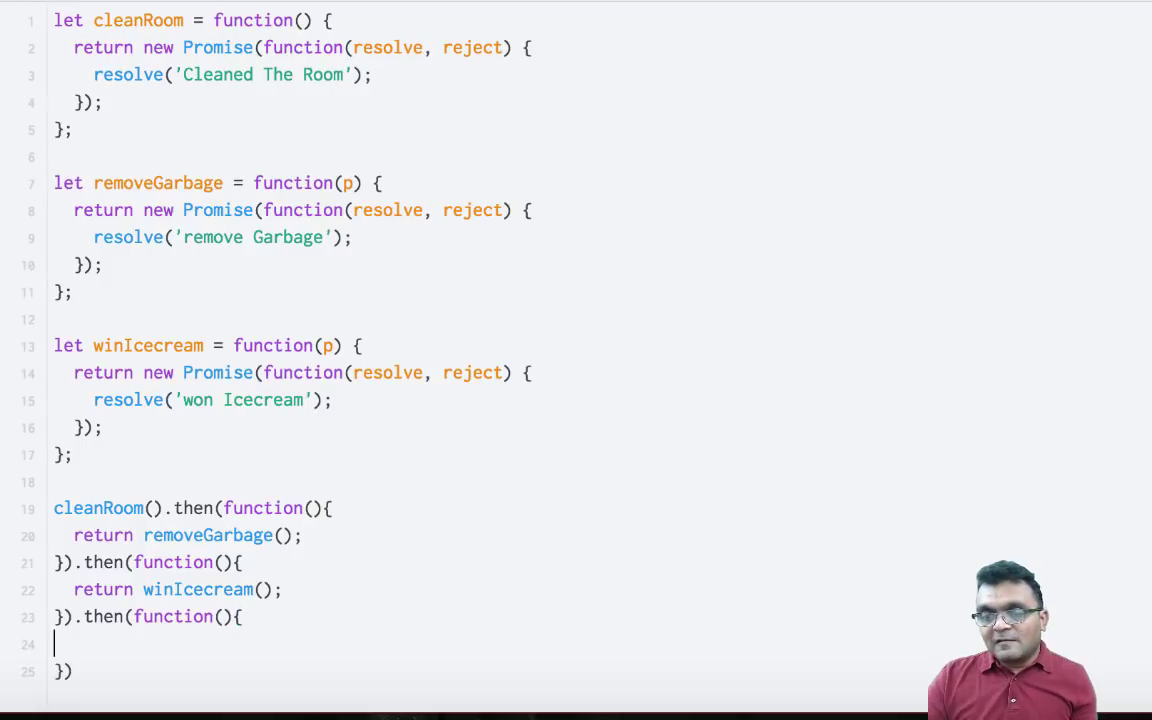 1 let cleanRoom = function() {
2 return new Promise(function(resolve, reject) {
3 resolve('Cleaned The Room');
4 });
5 };
6
7 let removeGarbage = function(p) {
8 return new Promise(function(resolve, reject) {
9 resolve('remove Garbage');
10 });
11 };
12
13 let winIcecream = function(p) {
14 return new Promise(function(resolve, reject) {
15 resolve('won Icecream');
16 });
17 };
18
19 cleanRoom().then(function(){
20 return removeGarbage();
21 }).then(function(){
22 return winIcecream();
23 }).then(function(){
24
25 })